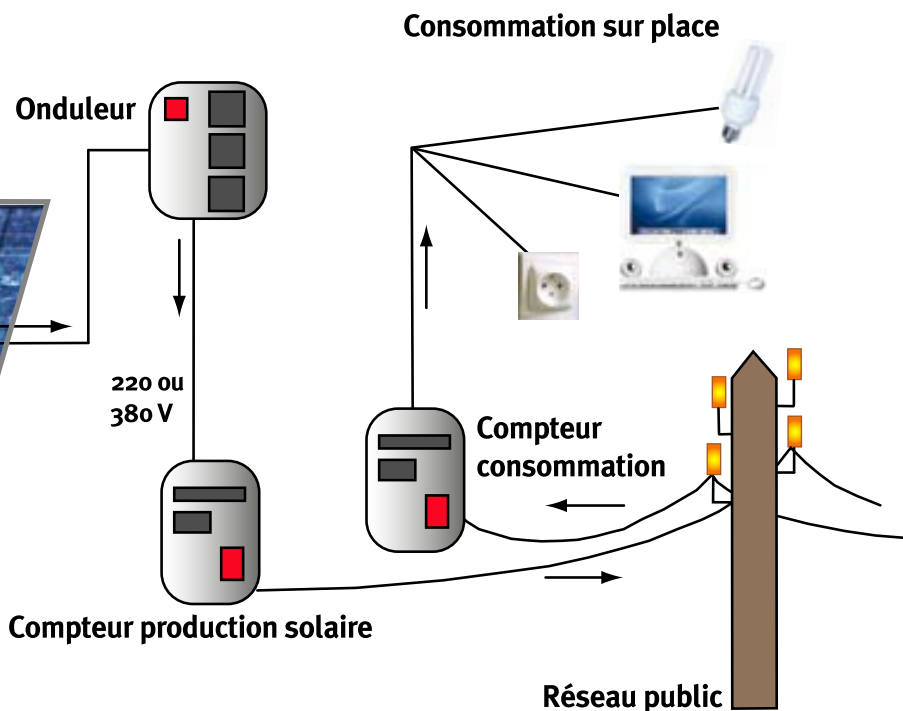 Consommation sur place
Onduleur
220 ou
380 V
Compteur
consommation
Compteur production solaire
Réseau public